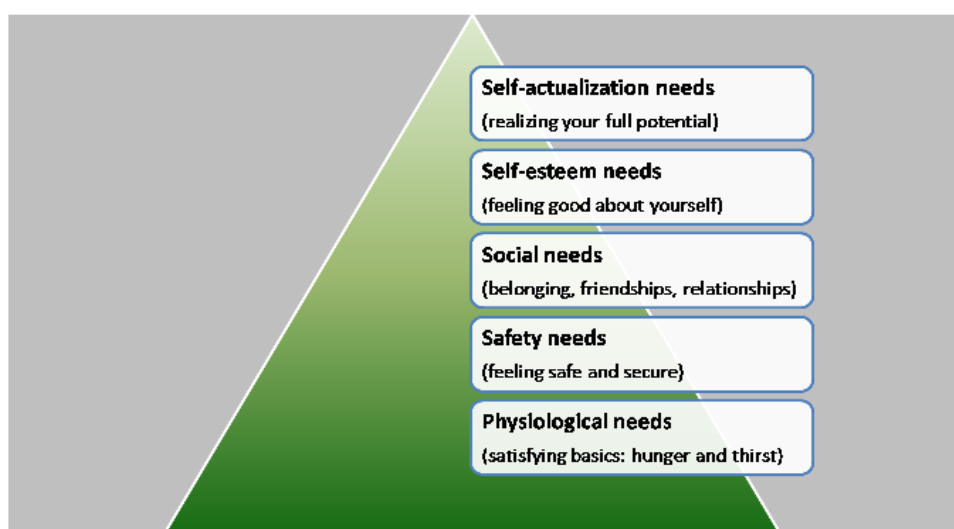 Self-actualization needs
(realizing your full potential)
Self-esteem needs
(feeling good about yourself)
Social needs
(belonging, friendships, relationships)
Safety needs
(feeling safe and secure)
Physiological needs
(satisfying basics: hunger and thirst)